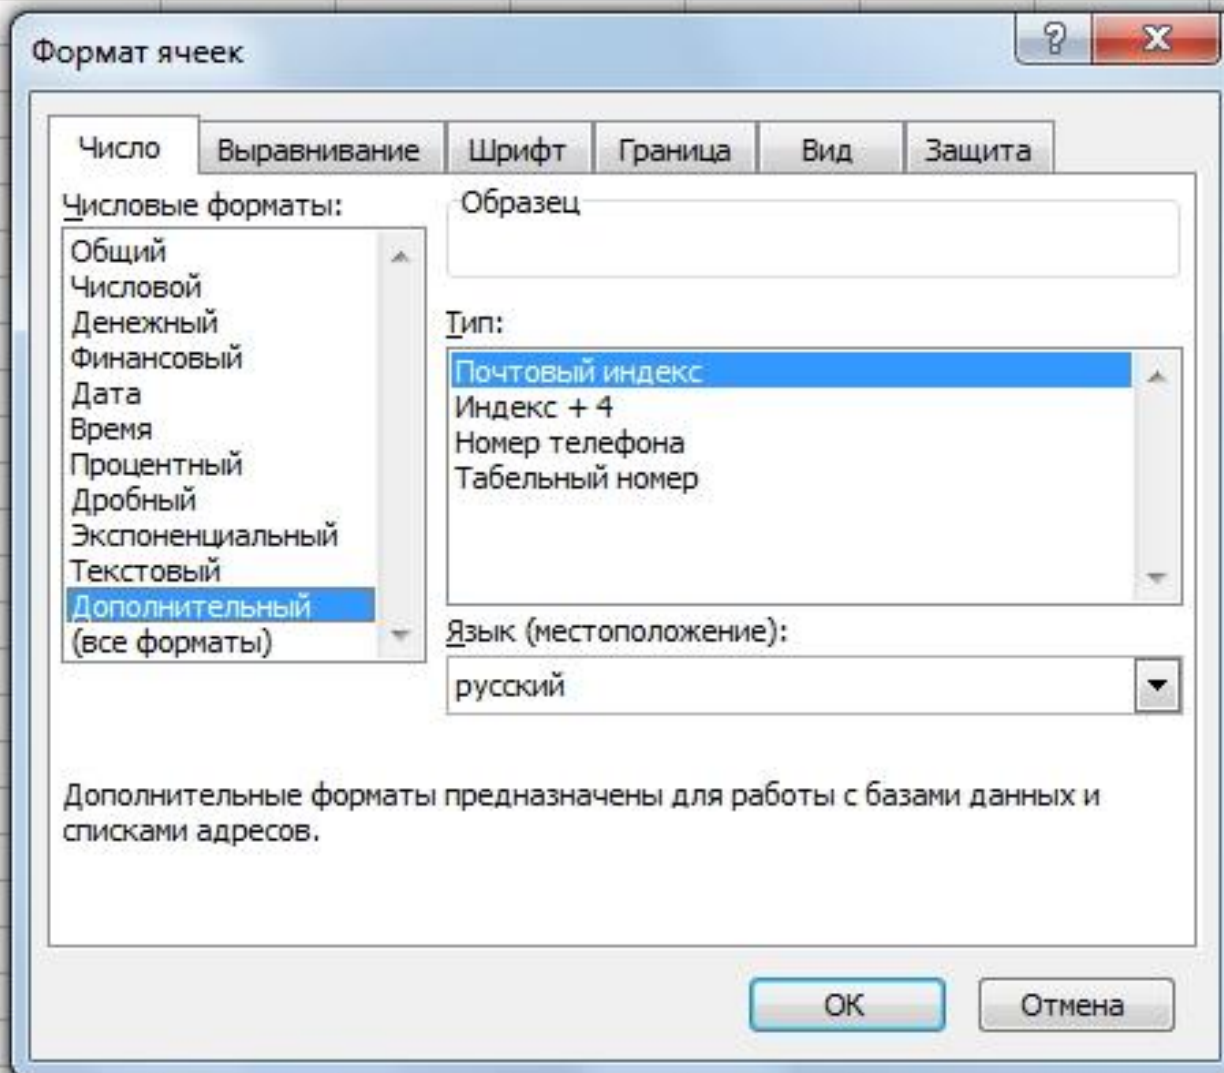 Формат ячеек
Число
Выравнивание
Шрифт
Граница
Вид
Защита
Числовые форматы:
Общий
Числовой
Денежный
Финансовый
Дата
Время
Процентный
Дробный
Экспоненциальный
Текстовый
Дополнительный
(все форматы)
Образец
Тип:
Почтовый индекс
Индекс + 4
Номер телефона
Табельный номер
Язык (местоположение):
русский
Дополнительные форматы предназначены для работы с базами данных и
списками адресов.
ОК
Отмена